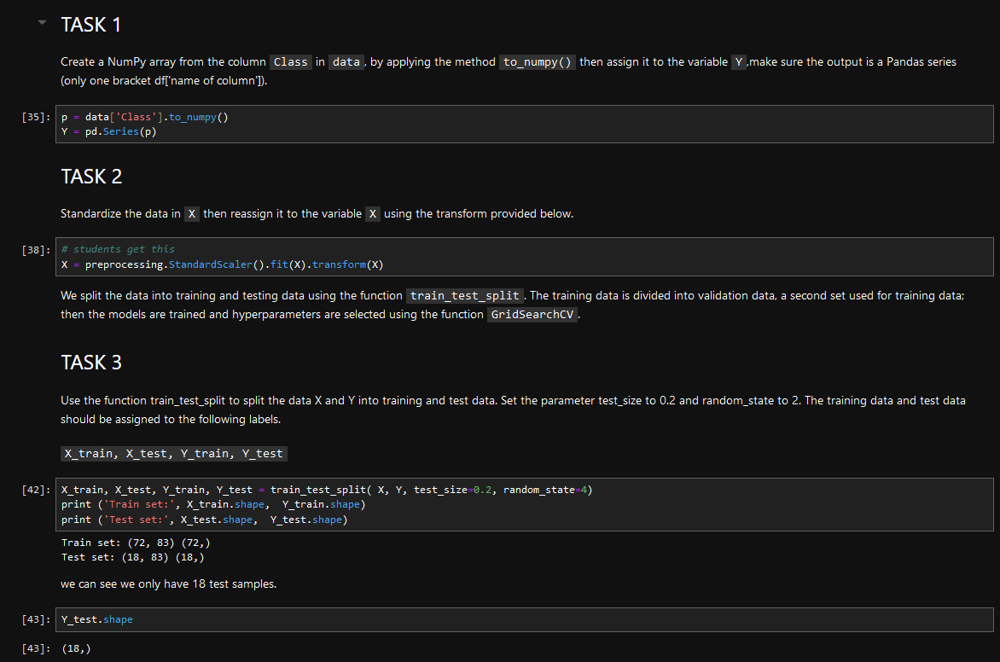 TASK 1
Create a NumPy array from the column Class in data, by applying the method to_numpy() then assign it to the variable Y,make sure the output is a Pandas series
(only one bracket df['name of column']).
[35]: p = data['Class'].to_numpy()
Y = pd.Series(p)
TASK 2
Standardize the data in X then reassign it to the variable X using the transform provided below.
[38]: # students get this
X = preprocessing.StandardScaler().fit(X).transform(X)
We split the data into training and testing data using the function train_test_split. The training data is divided into validation data, a second set used for training data;
then the models are trained and hyperparameters are selected using the function GridSearchCV.
TASK 3
Use the function train_test_split to split the data X and Y into training and test data. Set the parameter test_size to 0.2 and random_state to 2. The training data and test data
should be assigned to the following labels.
X_train, X_test, Y_train, Y_test
[42]: X_train, X_test, Y_train, Y_test = train_test_split( X, Y, test_size=0.2, random_state=4)
print ('Train set:', X_train.shape,  Y_train.shape)
print ('Test set:', X_test.shape,  Y_test.shape)
Train set: (72, 83) (72,)
Test set: (18, 83) (18,)
we can see we only have 18 test samples.
[43]: Y_test.shape
[43]: (18,)